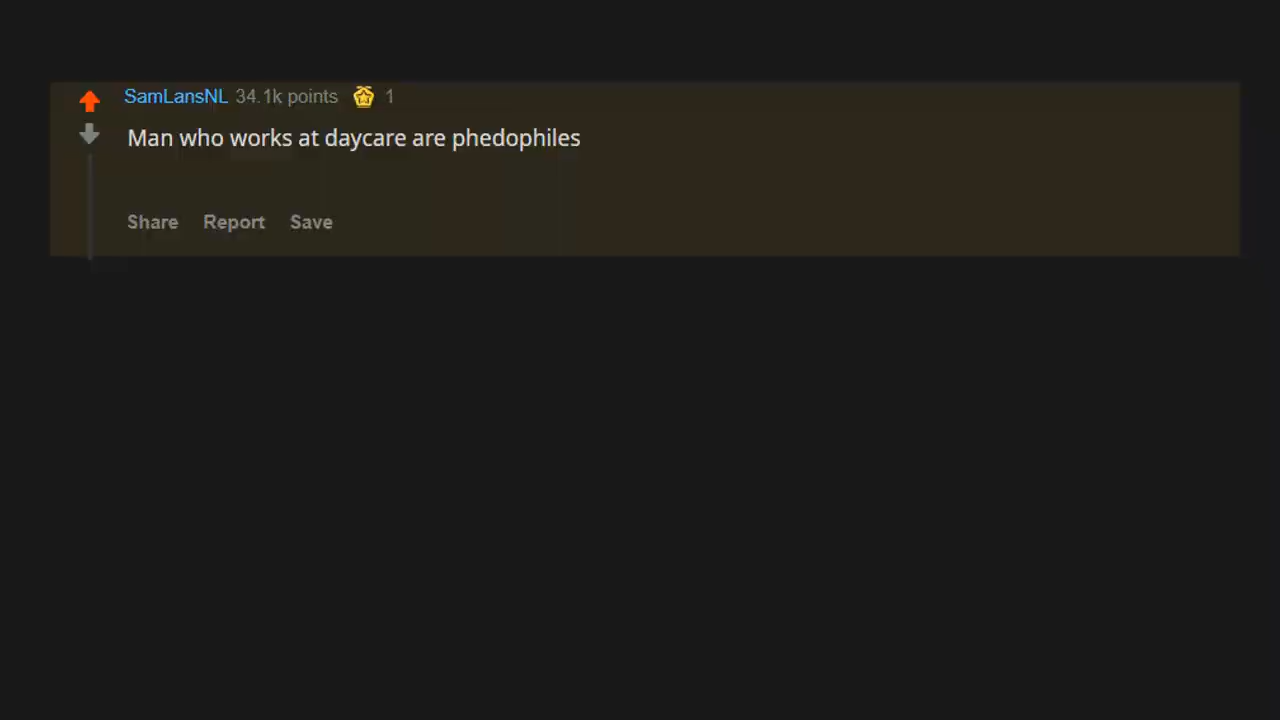 SamLansNL 34.1k points 1
Man who works at daycare are phedophiles
Share Report Save